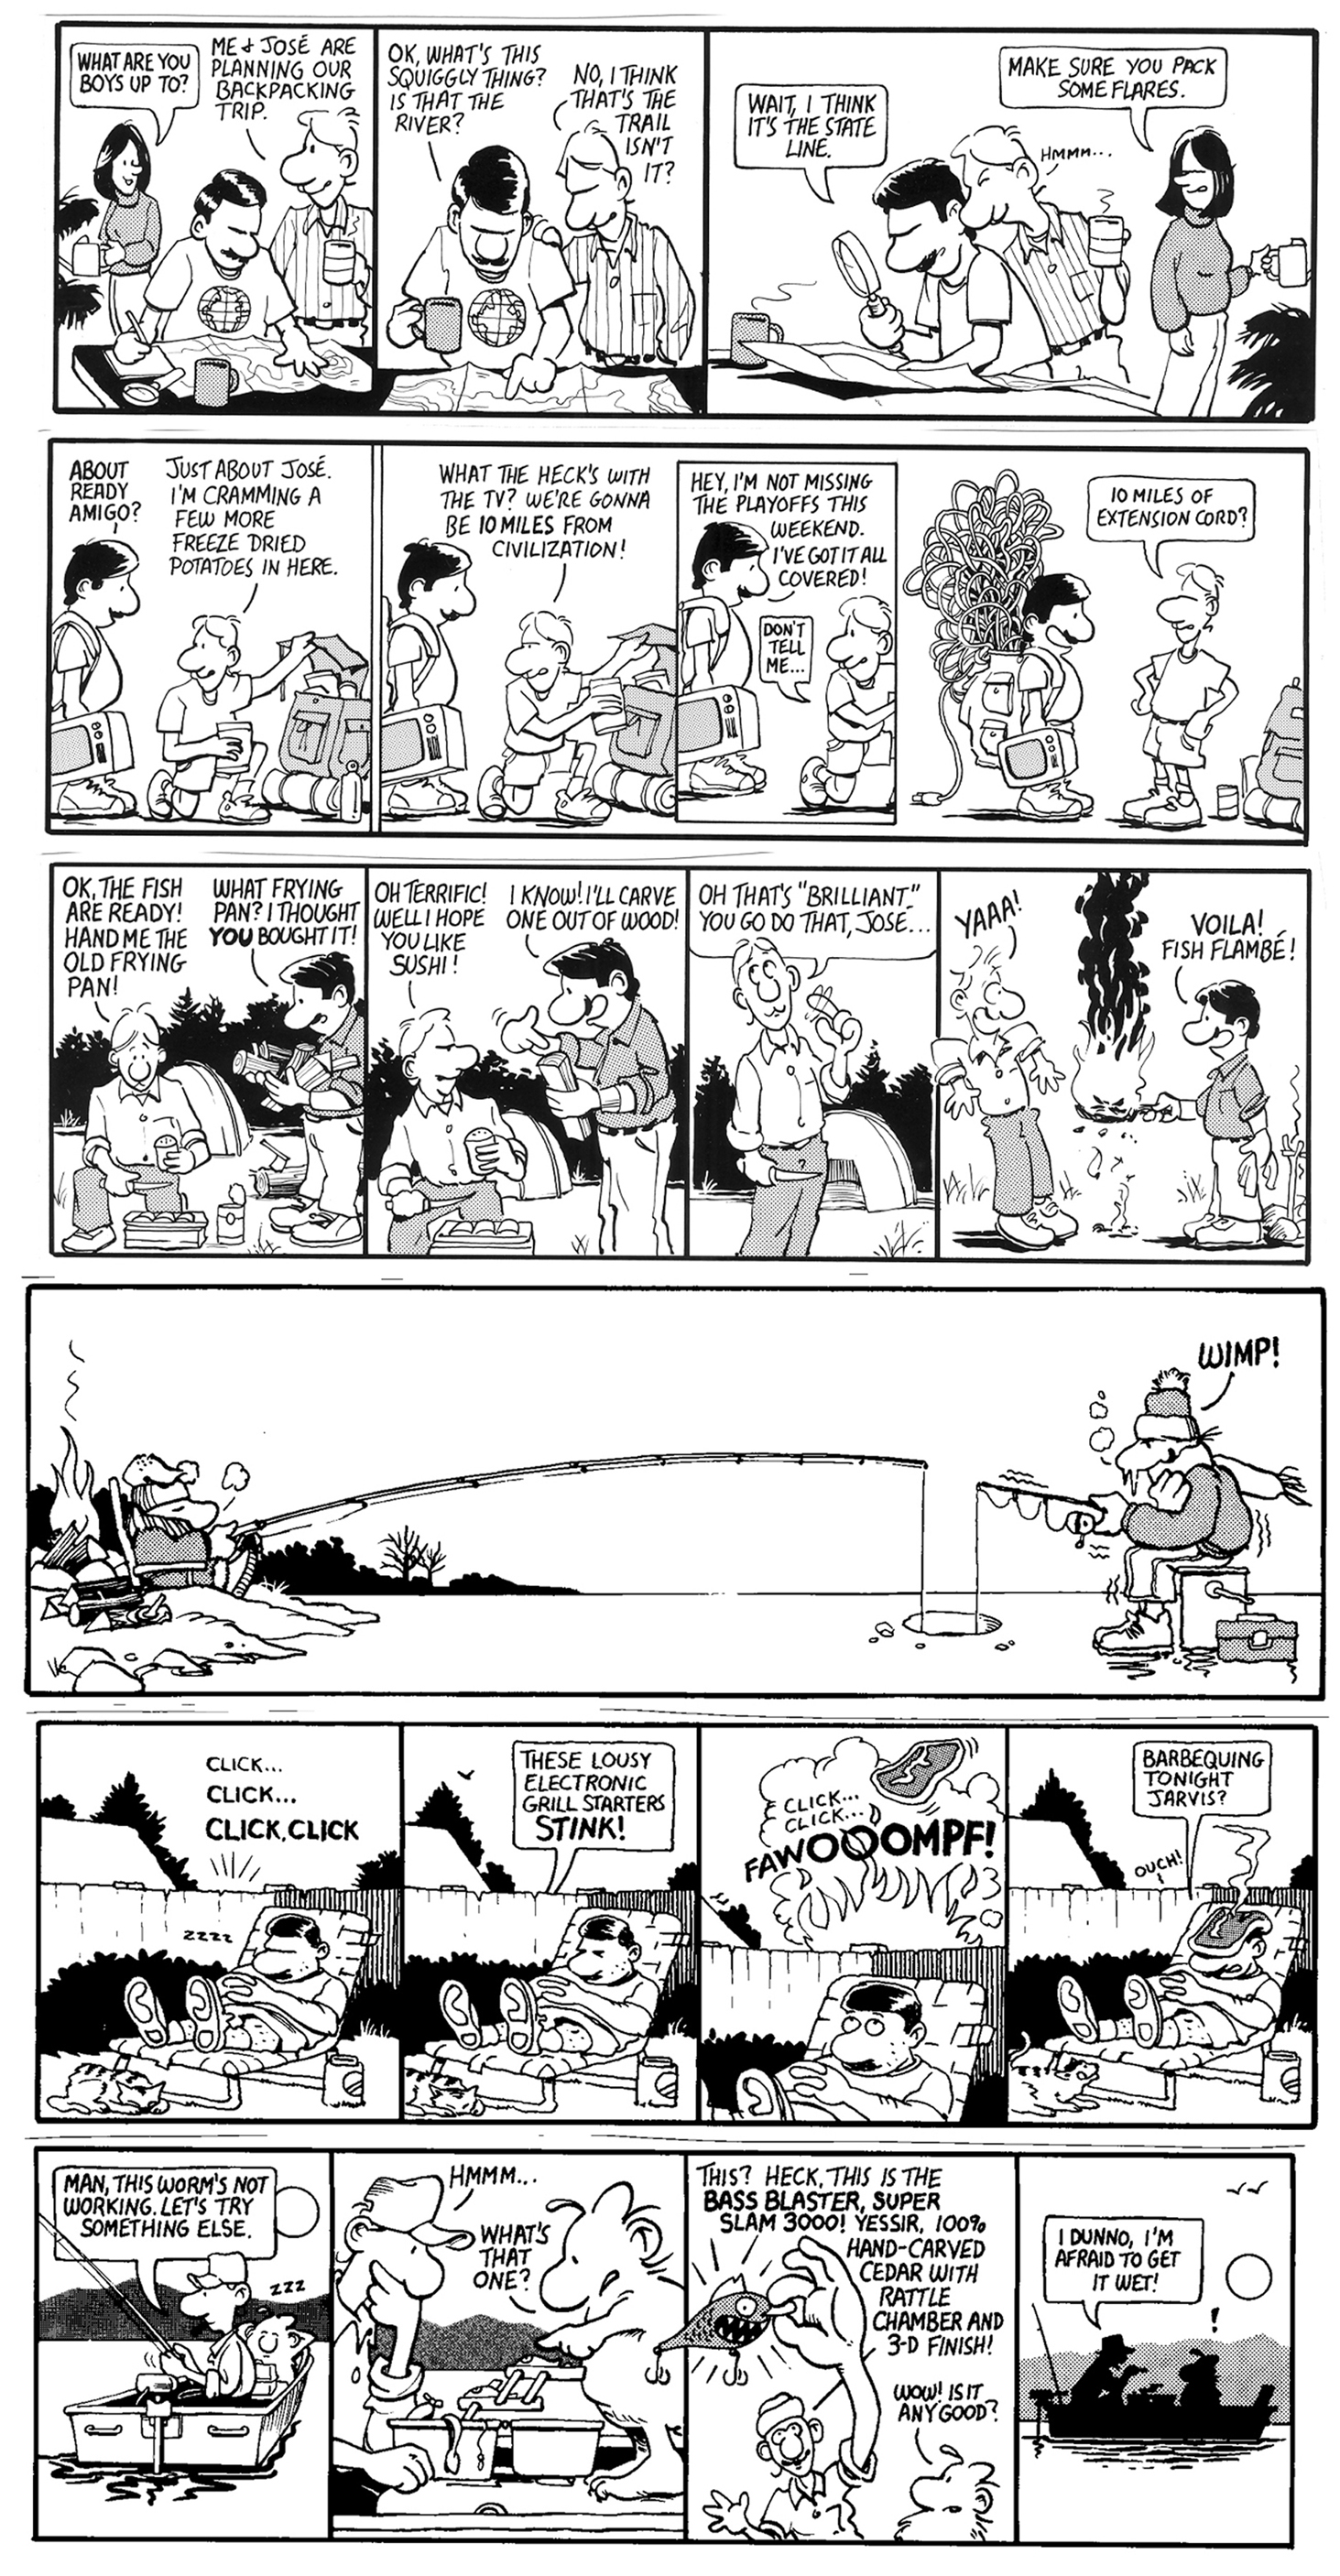 WHAT ARE YOU
BOYS UP TO?
ME & JOSÉ ARE
PLANNING OUR
BACKPACKING
TRIP.
OK, WHAT'S THIS
SQUIGGLY THING?
IS THAT THE
RIVER?
NO, I THINK
THAT'S THE
TRAIL
ISN'T
IT?
WAIT, I THINK
IT'S THE STATE
LINE.
HMMM...
MAKE SURE YOU PACK
SOME FLARES.
ABOUT
READY
AMIGO?
JUST ABOUT JOSÉ.
I'M CRAMMING A
FEW MORE
FREEZE DRIED
POTATOES IN HERE.
WHAT THE HECK'S WITH
THE TV? WE'RE GONNA
BE 10 MILES FROM
CIVILIZATION!
HEY, I'M NOT MISSING
THE PLAYOFFS THIS
WEEKEND.
I'VE GOT IT ALL
COVERED!
DON'T
TELL
ME...
10 MILES OF
EXTENSION CORD?
OK, THE FISH
ARE READY!
HAND ME THE
OLD FRYING
PAN!
WHAT FRYING
PAN? I THOUGHT
YOU BOUGHT IT!
OH TERRIFIC!
WELL I HOPE
YOU LIKE
SUSHI!
I KNOW! I'LL CARVE
ONE OUT OF WOOD!
OH THAT'S "BRILLIANT."
YOU GO DO THAT, JOSÉ...
YAAA!
VOILA!
FISH FLAMBÉ!
WIMP!
CLICK...
CLICK...
CLICK, CLICK
ZZZZ
THESE LOUSY
ELECTRONIC
GRILL STARTERS
STINK!
CLICK...
CLICK...
FAWOOOOMPF!
BARBEQUING
TONIGHT
JARVIS?
OUCH!
MAN, THIS WORM'S NOT
WORKING. LET'S TRY
SOMETHING ELSE.
ZZZ
HMMM...
WHAT'S
THAT
ONE?
THIS? HECK, THIS IS THE
BASS BLASTER, SUPER
SLAM 3000! YESSIR, 100%
HAND-CARVED
CEDAR WITH
RATTLE
CHAMBER AND
3-D FINISH!
WOW! IS IT
ANY GOOD?
I DUNNO, I'M
AFRAID TO GET
IT WET!
!